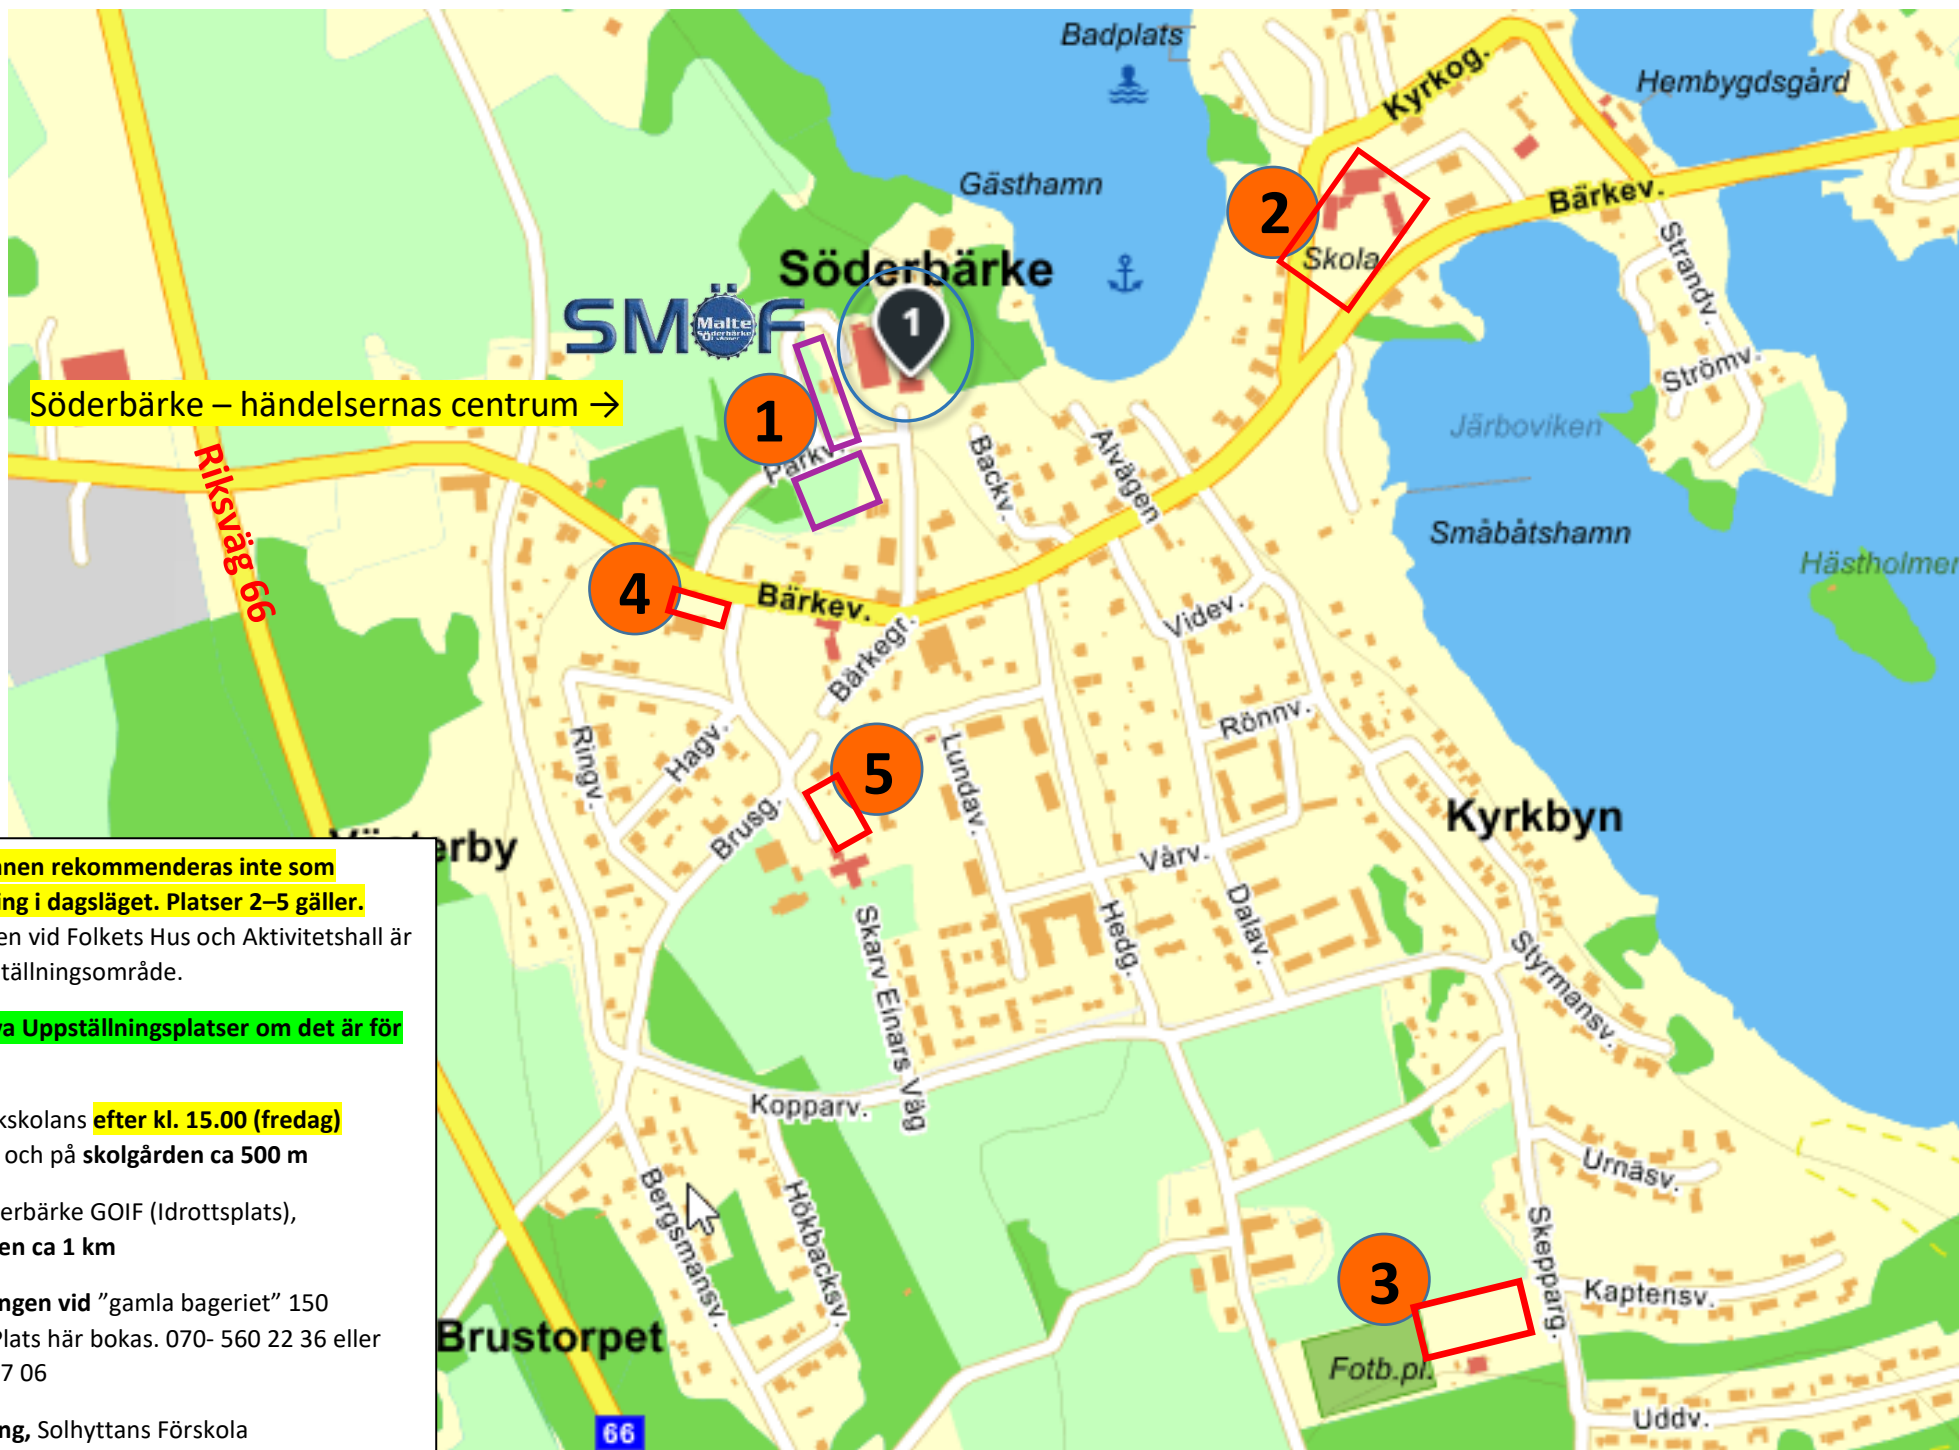 Badplats
Kyrkog.
Hembygdsgård
Gästhamn
2
Bärkev.
Skola
Strandv.
Söderbärke
SMÖF
Malte
Söderbärke
1
Strömv.
Söderbärke – händelsernas centrum →
1
Parkv.
Backv.
Alvägen
Järboviken
Riksväg 66
Småbåtshamn
Hästholmen
4
Bärkev.
Videv.
Bärkegr.
Rönnv.
Ringv.
Hagv.
5
Lundav.
Brusg.
Kyrkbyn
Vårv.
Hedg.
Dalav.
Skarv Einars Väg
Styrmansv.
Kopparv.
Bergsmansv.
Hökbacksv.
Urnäsv.
Skepparg.
3
Kaptensv.
Brustorpet
Fotb.pl.
Uddv.
66
nen rekommenderas inte som
ing i dagsläget. Platser 2–5 gäller.
en vid Folkets Hus och Aktivitetshall är
tällningsområde.
va Uppställningsplatser om det är för
kskolans efter kl. 15.00 (fredag)
och på skolgården ca 500 m
erbärke GOIF (Idrottsplats),
en ca 1 km
ngen vid ”gamla bageriet” 150
Plats här bokas. 070- 560 22 36 eller
7 06
ng, Solhyttans Förskola